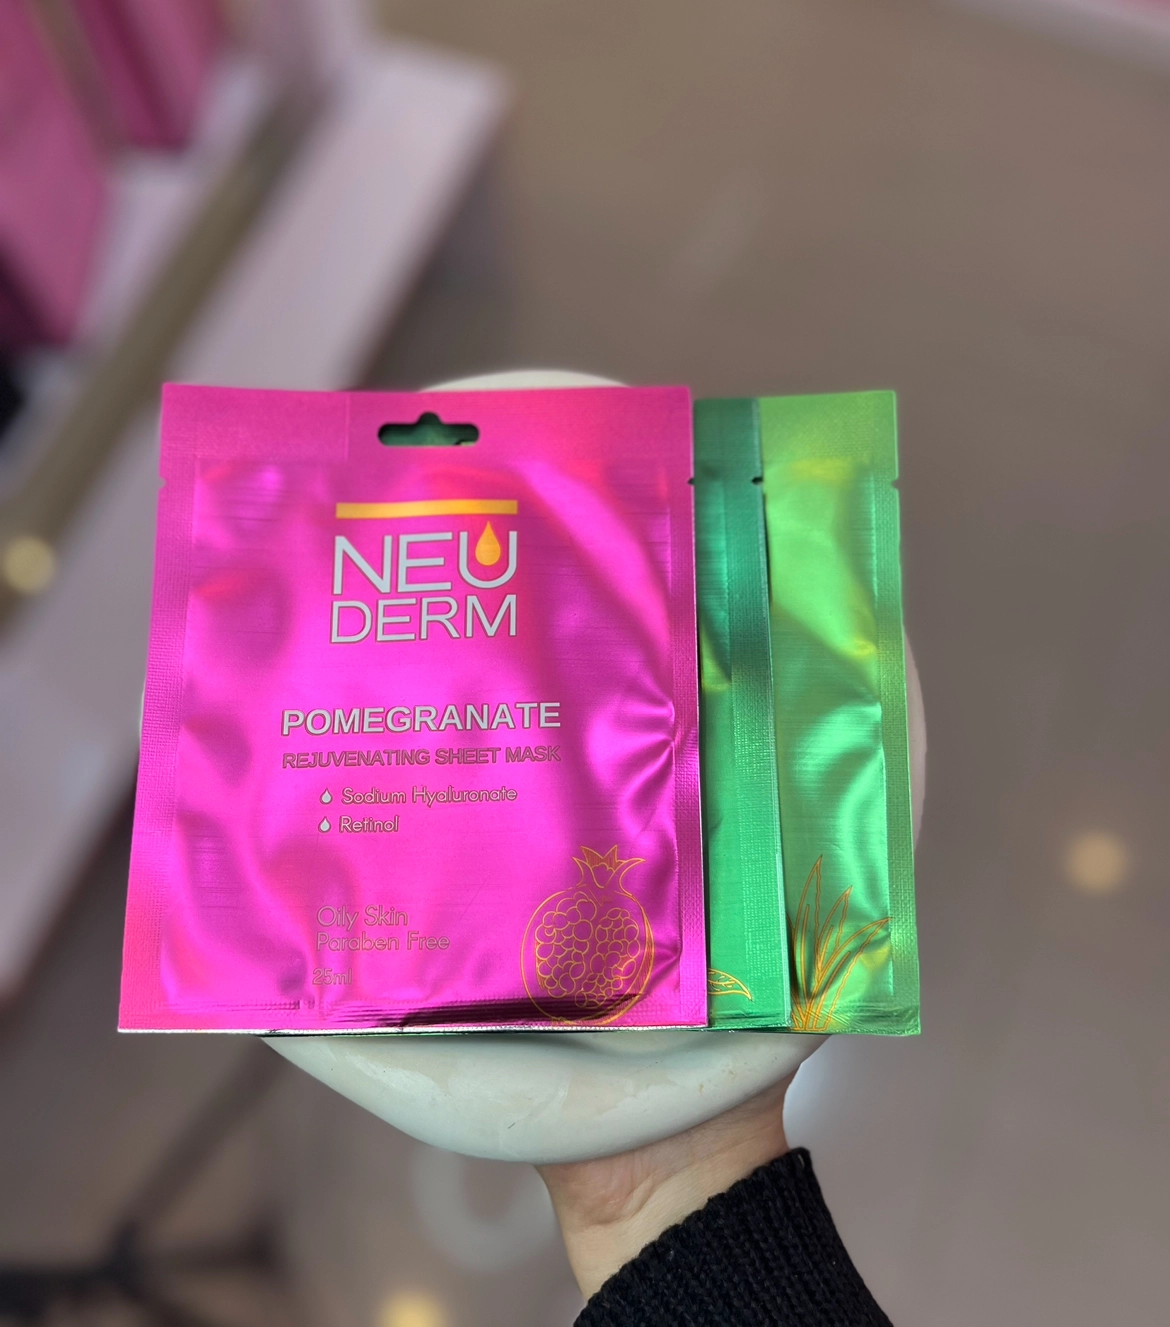 NEU
DERM
POMEGRANATE
REJUVENATING SHEET MASK
Sodium Hyaluronate
Retinol
Oily Skin
Paraben Free
25ml